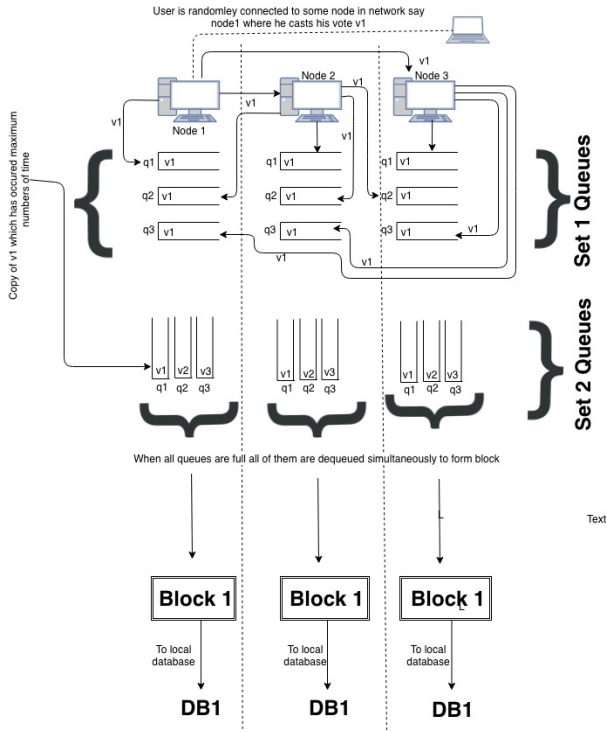 User is randomley connected to some node in network say
node1 where he casts his vote v1
v1
Node 2
Node 3
v1
Node 1
v1
v1
v1
q1 v1
q1 v1
q1 v1
q2 v1
q2 v1
q2 v1
q3 v1
q3 v1
q3 v1
v1
v1
v1
Set 1 Queues
Copy of v1 which has occured maximum
numbers of time
v1 v2 v3
q1 q2 q3
v1 v2 v3
q1 q2 q3
v1 v2 v3
q1 q2 q3
Set 2 Queues
When all queues are full all of them are dequeued simultaneously to form block
L
Text
Block 1
Block 1
Block 1
L
To local
database
To local
database
To local
database
DB1
DB1
DB1